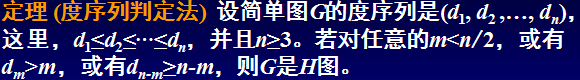 定理 (度序列判定法) 设简单图G的度序列是(d₁, d₂ ,…, dₙ),
这里，d₁≤d₂≤···≤dₙ，并且n≥3。若对任意的m<n/2，或有
dₘ>m，或有dₙ₋ₘ≥n-m，则G是H图。